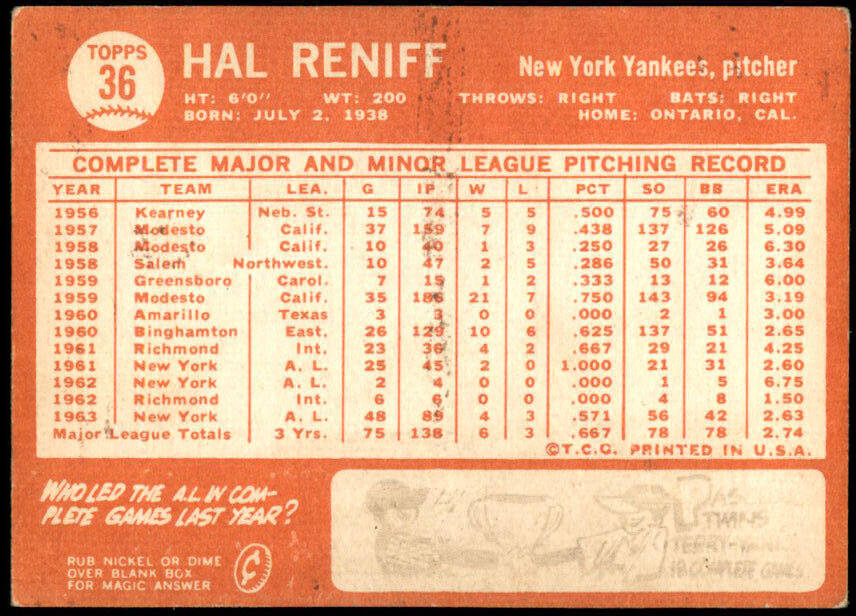 TOPPS
36
HAL RENIFF
New York Yankees, pitcher
HT: 6'0" WT: 200 THROWS: RIGHT BATS: RIGHT
BORN: JULY 2, 1938 HOME: ONTARIO, CAL.
COMPLETE MAJOR AND MINOR LEAGUE PITCHING RECORD
YEAR TEAM LEA. G IP W L PCT SO BB ERA
1956 Kearney Neb. St. 15 74 5 5 .500 75 60 4.99
1957 Modesto Calif. 37 159 7 9 .438 137 126 5.09
1958 Modesto Calif. 10 40 1 3 .250 27 26 6.30
1958 Salem Northwest. 10 47 2 5 .286 50 31 3.64
1959 Greensboro Carol. 7 15 1 2 .333 13 12 6.00
1959 Modesto Calif. 35 186 21 7 .750 143 94 3.19
1960 Amarillo Texas 3 3 0 0 .000 2 1 3.00
1960 Binghamton East. 26 129 10 6 .625 137 51 2.65
1961 Richmond Int. 23 36 4 2 .667 29 21 4.25
1961 New York A. L. 25 45 2 0 1.000 21 31 2.60
1962 New York A. L. 2 4 0 0 .000 1 5 6.75
1962 Richmond Int. 6 6 0 0 .000 4 8 1.50
1963 New York A. L. 48 89 4 3 .571 56 42 2.63
Major League Totals 3 Yrs. 75 138 6 3 .667 78 78 2.74
©T.C.G. PRINTED IN U.S.A.
WHO LED THE A.L. IN COM-
PLETE GAMES LAST YEAR?
RUB NICKEL OR DIME
OVER BLANK BOX
FOR MAGIC ANSWER
¢
TWINS
TERRY-
18 COMPLETE GAMES